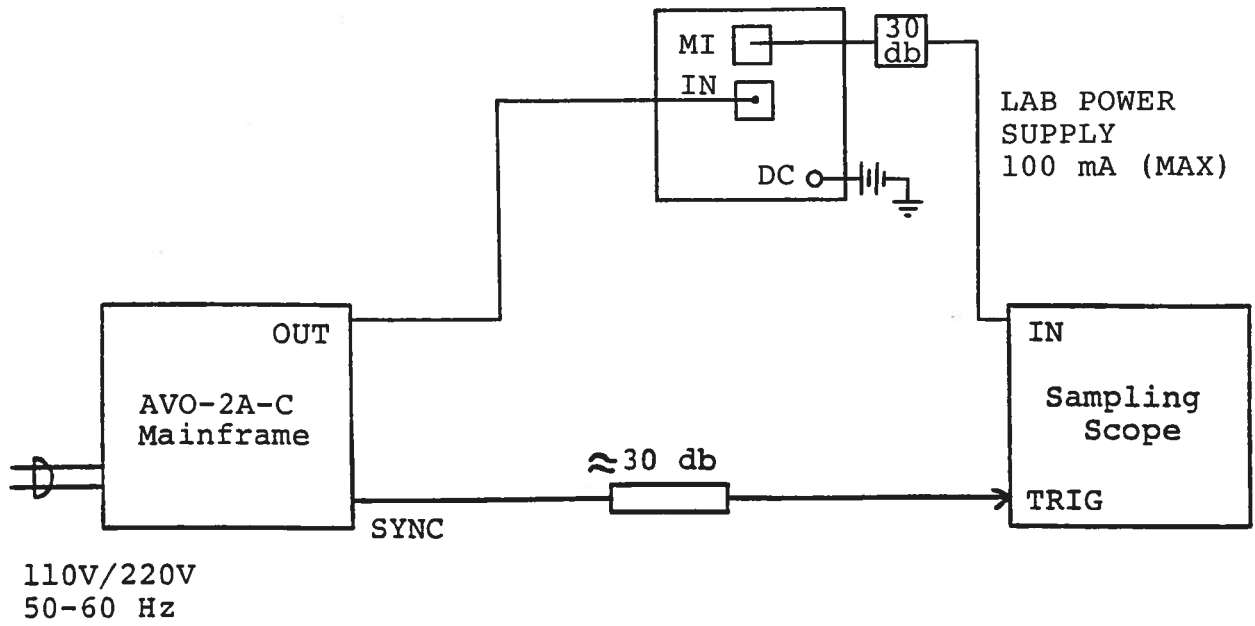 MI
30
db
IN
LAB POWER
SUPPLY
100 mA (MAX)
DC
OUT
AVO-2A-C
Mainframe
IN
Sampling
Scope
≈30 db
TRIG
SYNC
110V/220V
50-60 Hz